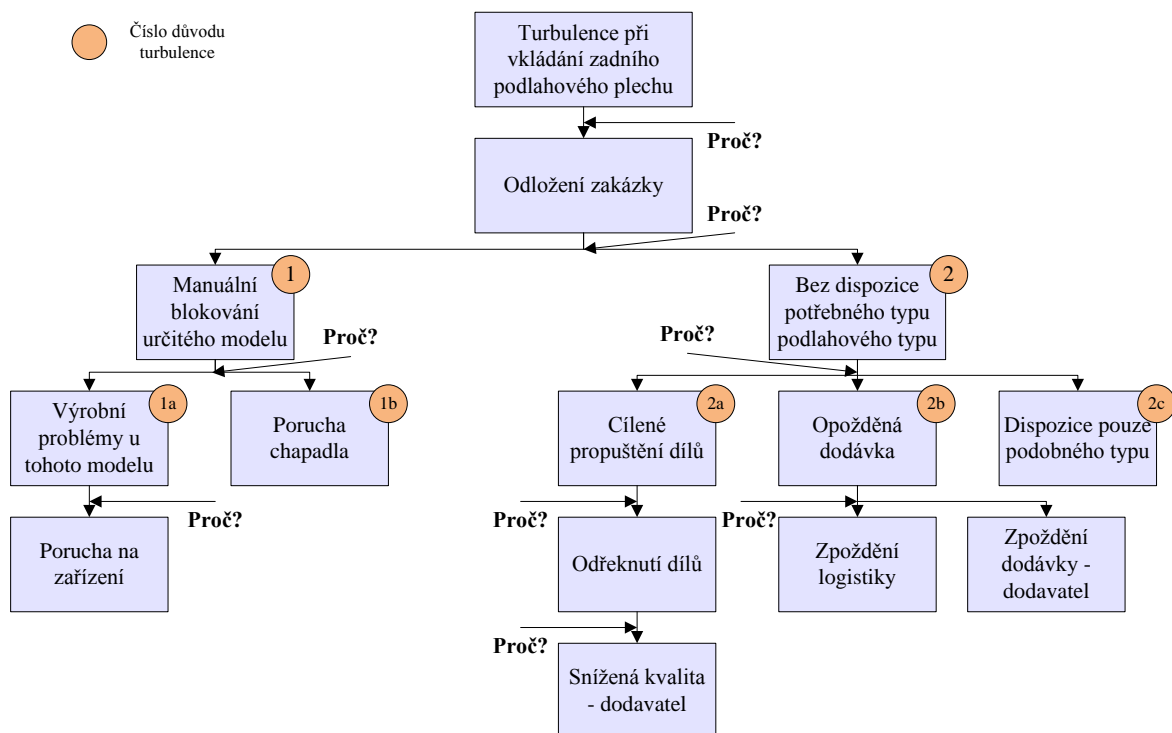 Číslo důvodu
turbulence
Turbulence při
vkládání zadního
podlahového plechu
Proč?
Odložení zakázky
Proč?
1
Manuální
blokování
určitého modelu
2
Bez dispozice
potřebného typu
podlahového typu
Proč?
Proč?
1a
Výrobní
problémy u
tohoto modelu
1b
Porucha
chapadla
2a
Cílené
propuštění dílů
2b
Opožděná
dodávka
2c
Dispozice pouze
podobného typu
Proč?
Proč?
Proč?
Porucha na
zařízení
Odřeknutí dílů
Zpoždění
logistiky
Zpoždění
dodávky -
dodavatel
Proč?
Snížená kvalita
- dodavatel